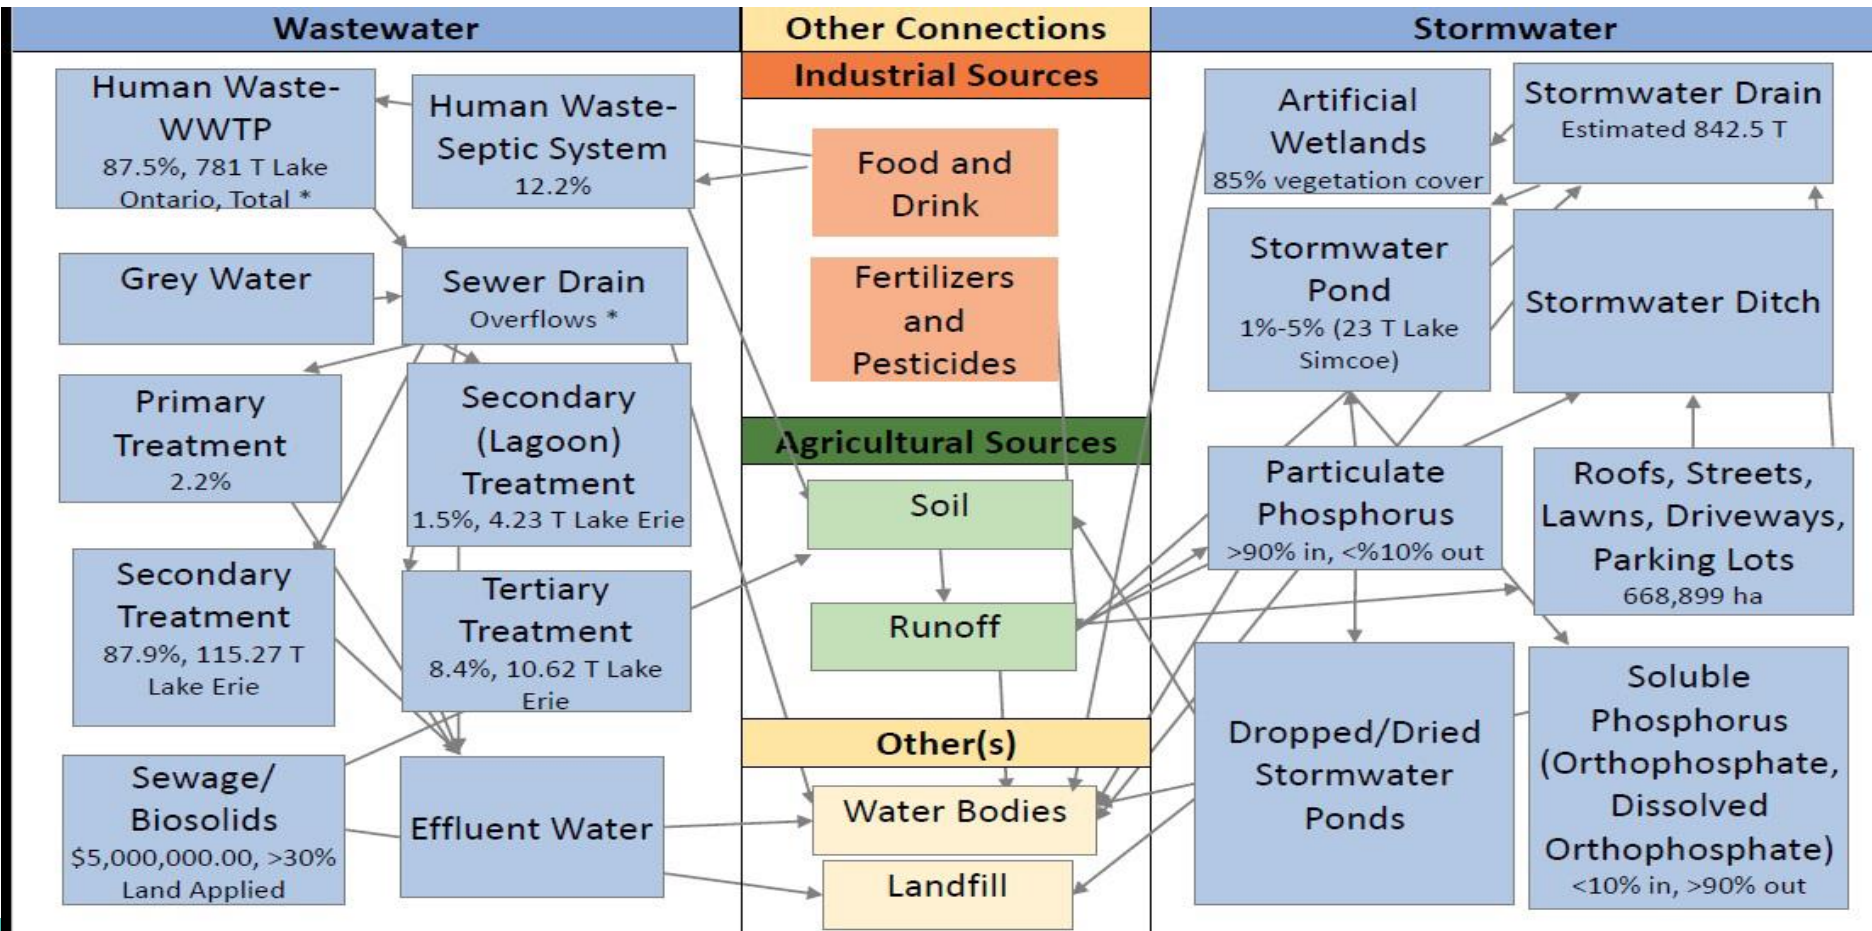 Wastewater
Other Connections
Stormwater
Human Waste-
WWTP
87.5%, 781 T Lake
Ontario, Total *
Human Waste-
Septic System
12.2%
Grey Water
Sewer Drain
Overflows *
Primary
Treatment
2.2%
Secondary
(Lagoon)
Treatment
1.5%, 4.23 T Lake Erie
Secondary
Treatment
87.9%, 115.27 T
Lake Erie
Tertiary
Treatment
8.4%, 10.62 T Lake
Erie
Sewage/
Biosolids
$5,000,000.00, >30%
Land Applied
Effluent Water
Industrial Sources
Food and
Drink
Fertilizers
and
Pesticides
Agricultural Sources
Soil
Runoff
Other(s)
Water Bodies
Landfill
Artificial
Wetlands
85% vegetation cover
Stormwater Drain
Estimated 842.5 T
Stormwater
Pond
1%-5% (23 T Lake
Simcoe)
Stormwater Ditch
Particulate
Phosphorus
>90% in, <%10% out
Roofs, Streets,
Lawns, Driveways,
Parking Lots
668,899 ha
Dropped/Dried
Stormwater
Ponds
Soluble
Phosphorus
(Orthophosphate,
Dissolved
Orthophosphate)
<10% in, >90% out